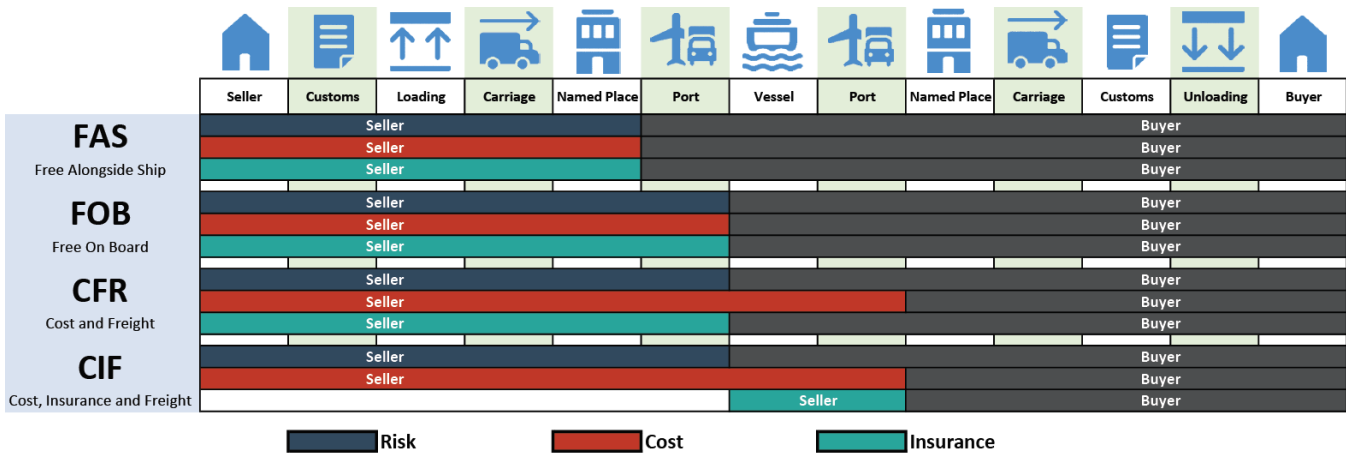 Seller Customs Loading Carriage Named Place Port Vessel Port Named Place Carriage Customs Unloading Buyer
FAS
Free Alongside Ship
Seller Buyer
Seller Buyer
Seller Buyer
FOB
Free On Board
Seller Buyer
Seller Buyer
Seller Buyer
CFR
Cost and Freight
Seller Buyer
Seller Buyer
Seller Buyer
CIF
Cost, Insurance and Freight
Seller Buyer
Seller Buyer
Seller Buyer
Risk Cost Insurance